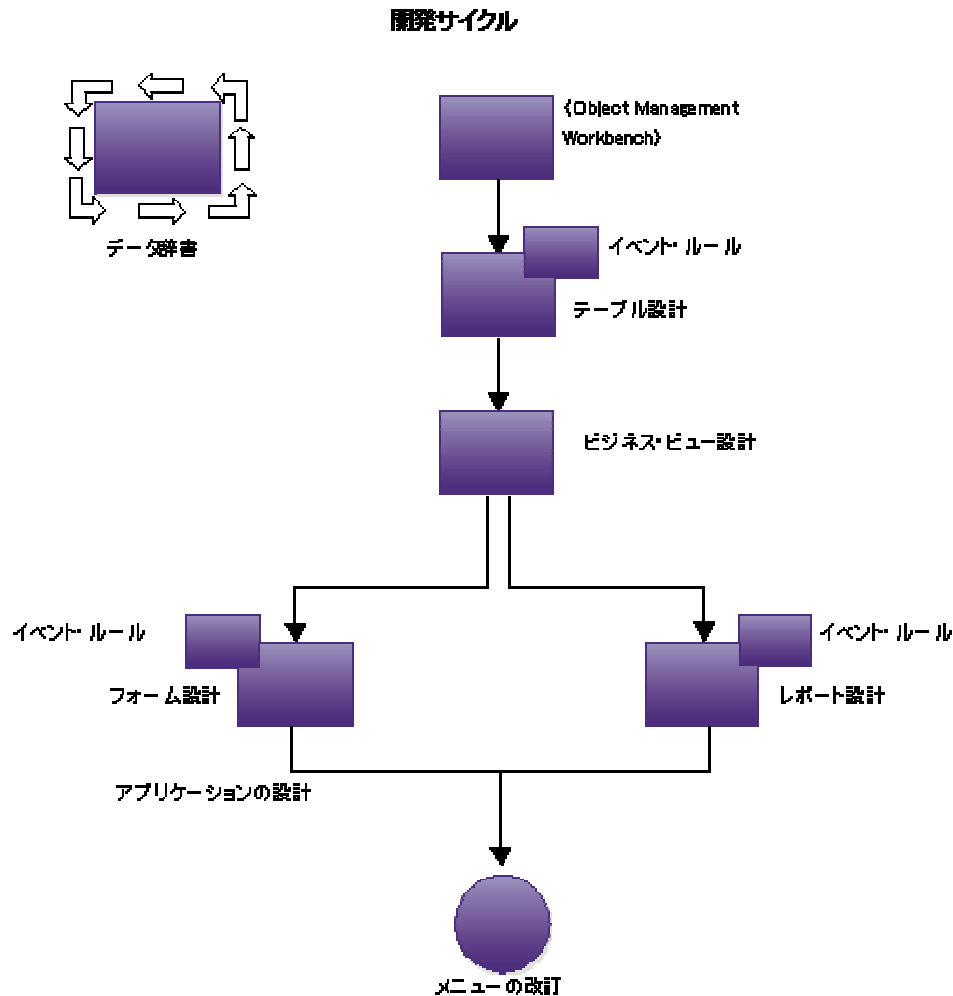 開発サイクル
{Object Management
Workbench}
データ辞書
イベント・ルール
テーブル設計
ビジネス・ビュー設計
イベント・ルール
イベント・ルール
フォーム設計
レポート設計
アプリケーションの設計
メニューの改訂